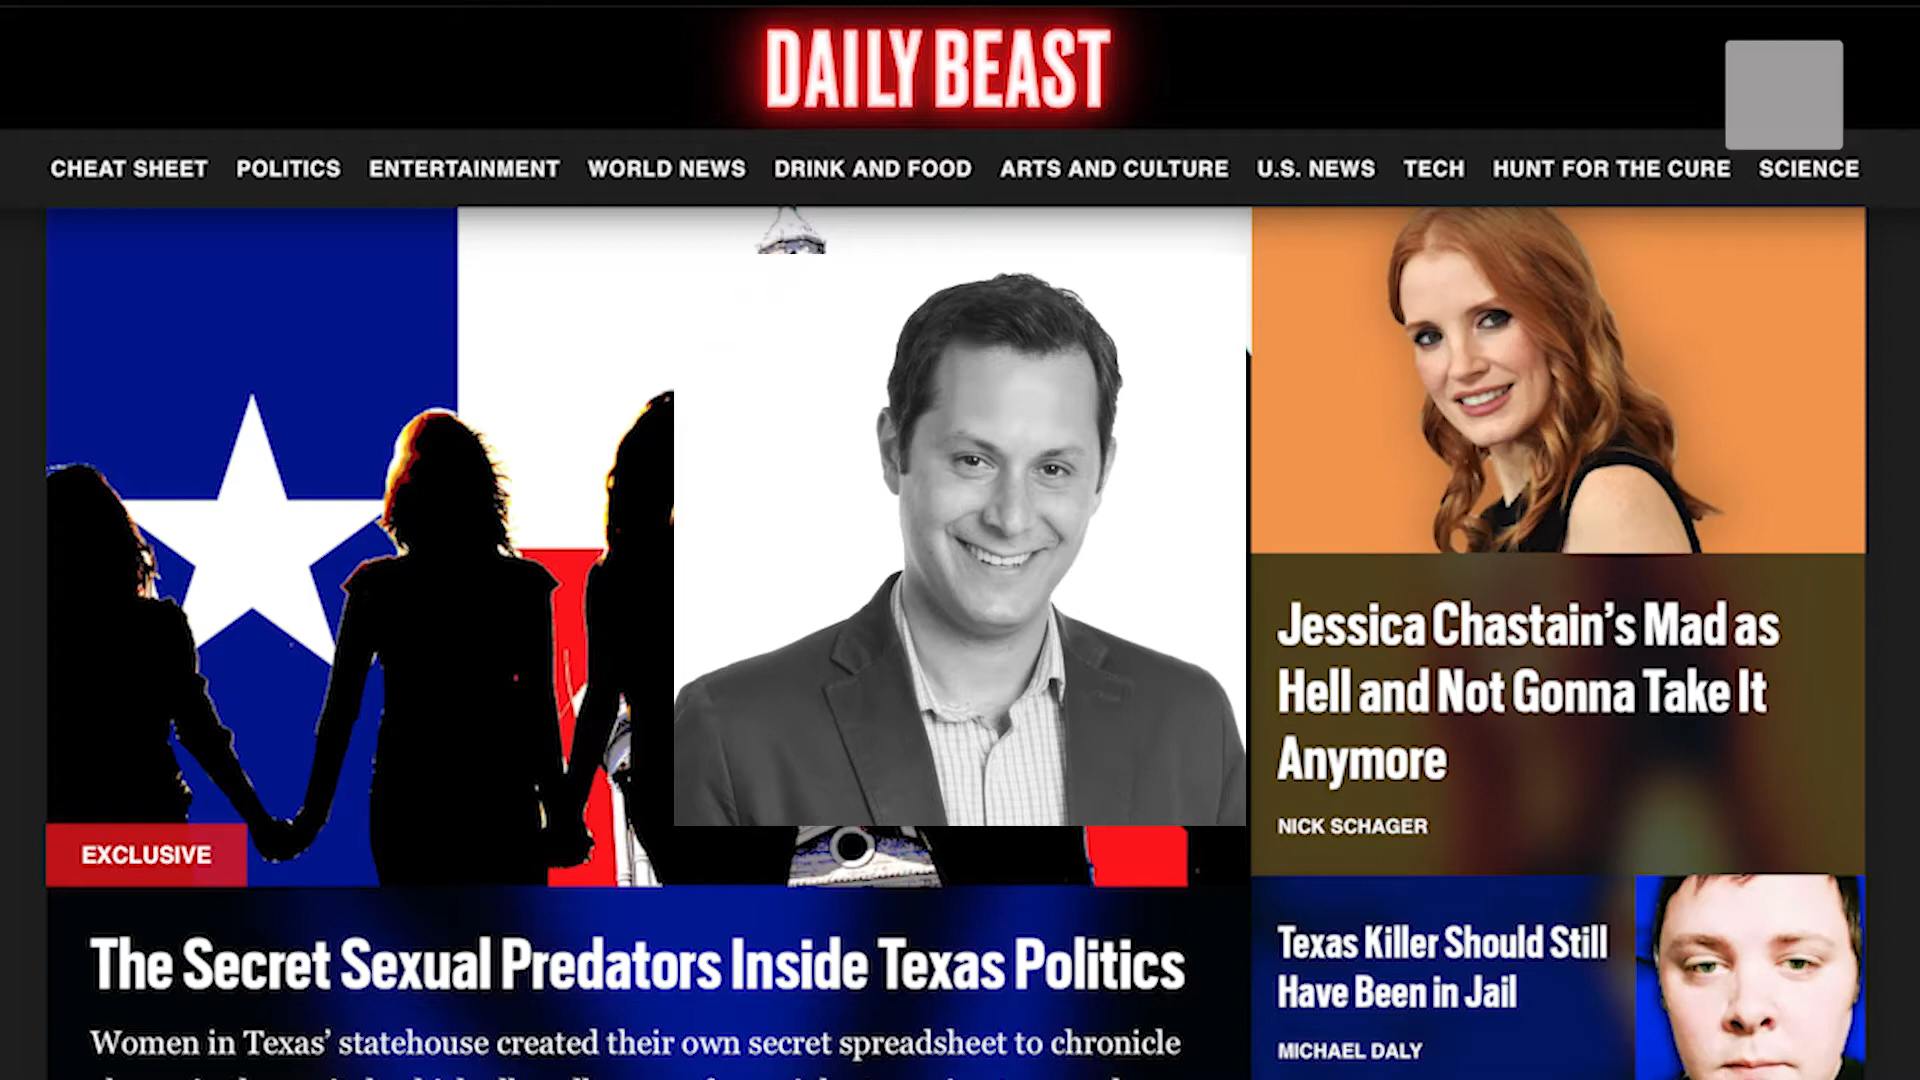 DAILY BEAST
CHEAT SHEET POLITICS ENTERTAINMENT WORLD NEWS DRINK AND FOOD ARTS AND CULTURE U.S. NEWS TECH HUNT FOR THE CURE SCIENCE
EXCLUSIVE
The Secret Sexual Predators Inside Texas Politics
Women in Texas’ statehouse created their own secret spreadsheet to chronicle
Jessica Chastain’s Mad as
Hell and Not Gonna Take It
Anymore
NICK SCHAGER
Texas Killer Should Still
Have Been in Jail
MICHAEL DALY